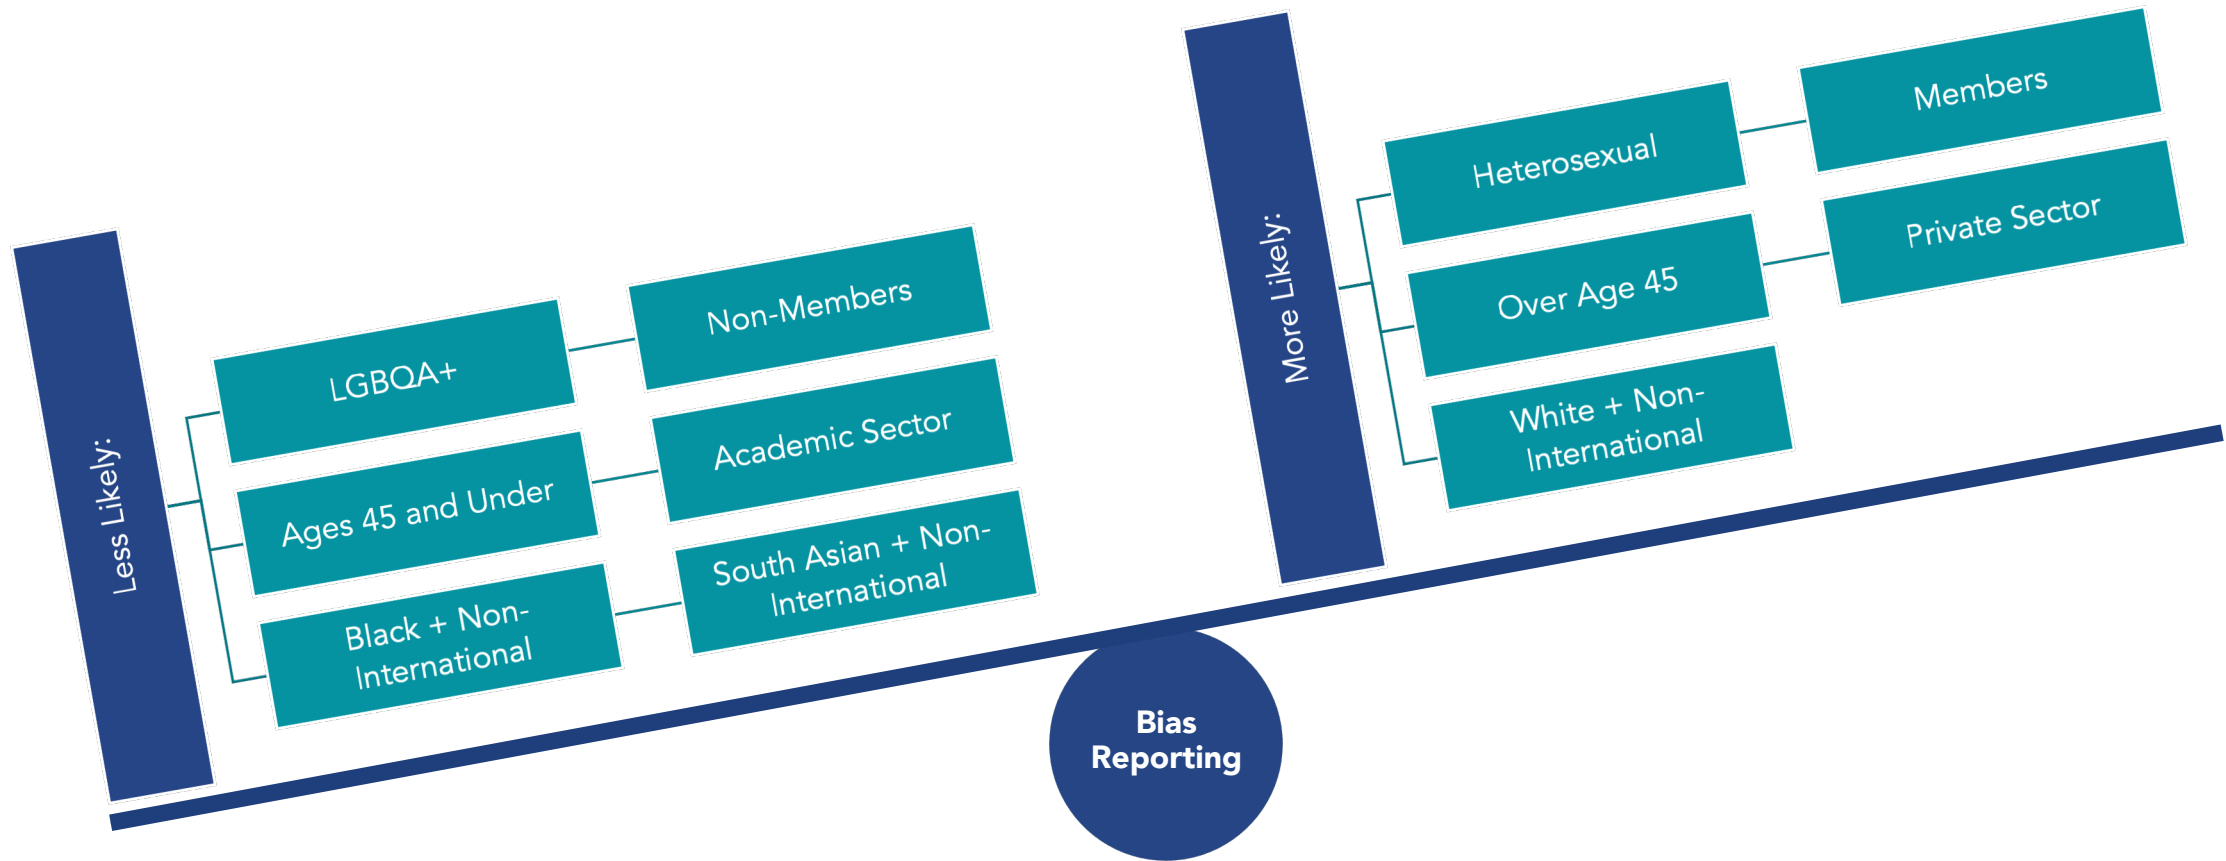 Less Likely:
LGBQA+
Non-Members
Ages 45 and Under
Academic Sector
Black + Non-
International
South Asian + Non-
International
More Likely:
Heterosexual
Members
Over Age 45
Private Sector
White + Non-
International
Bias
Reporting